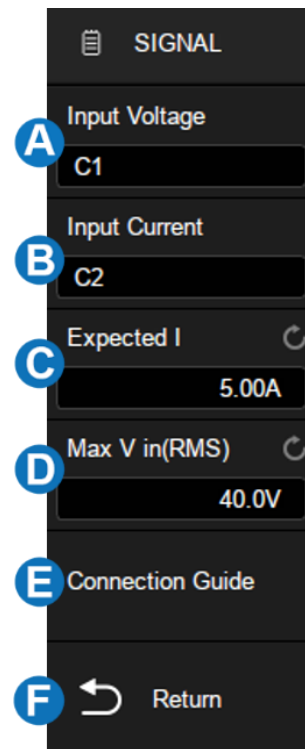 SIGNAL
A
Input Voltage
C1
B
Input Current
C2
C
Expected I
5.00A
D
Max V in(RMS)
40.0V
E
Connection Guide
F
Return